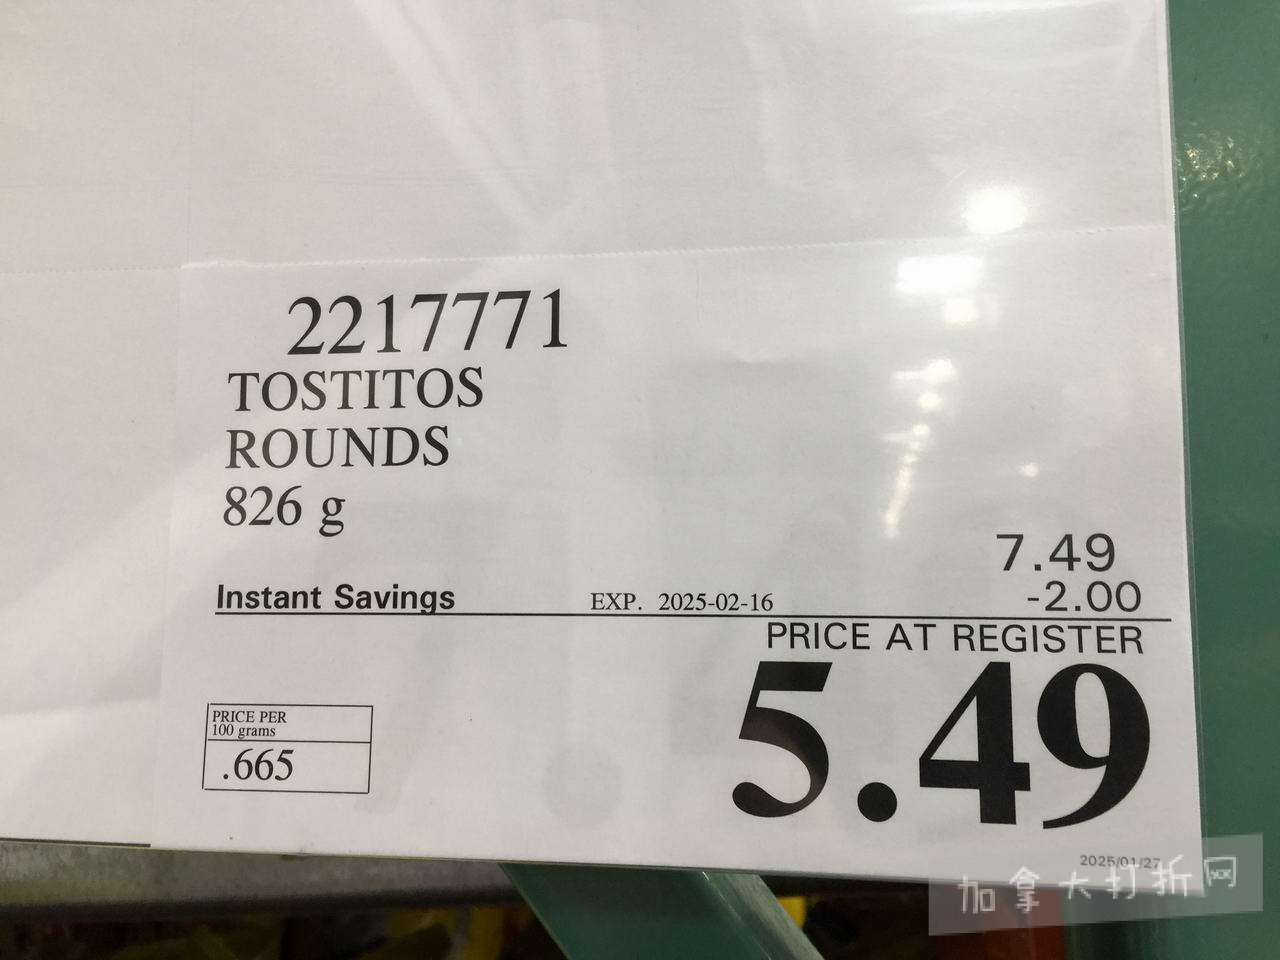 2217771
TOSTITOS
ROUNDS
826 g
7.49
Instant Savings EXP. 2025-02-16 -2.00
PRICE AT REGISTER
5.49
PRICE PER
100 grams
.665
2025/01/27
加拿大打折网